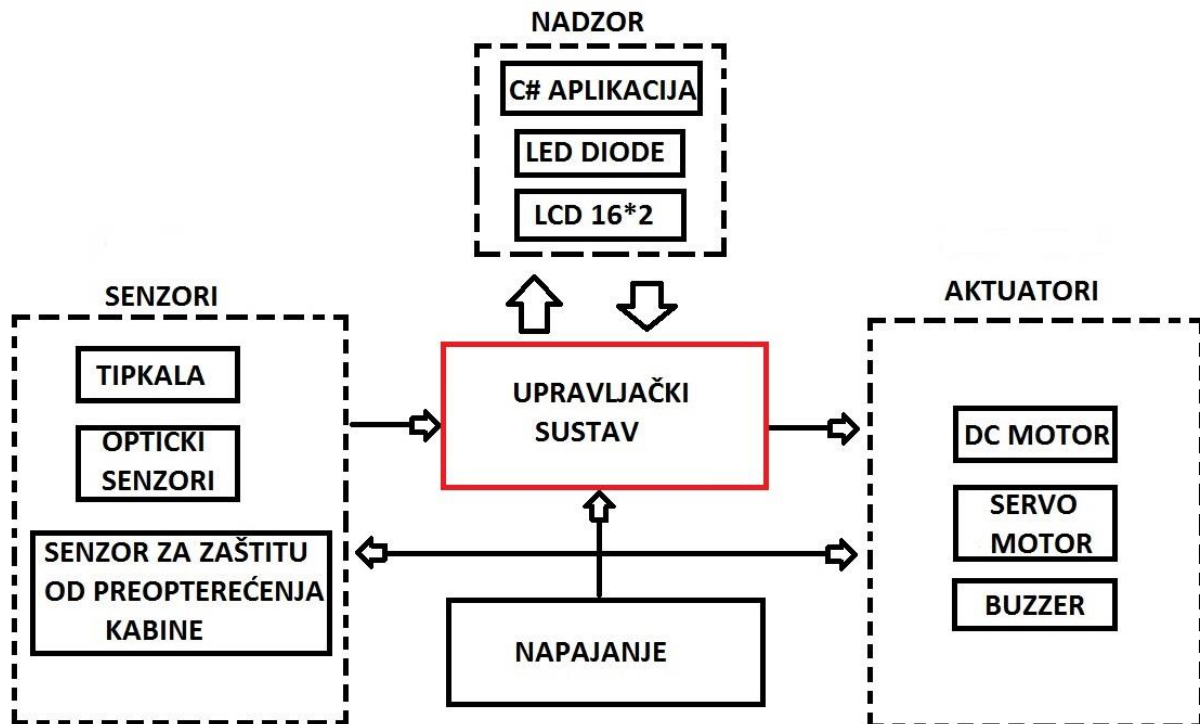 NADZOR
C# APLIKACIJA
LED DIODE
LCD 16*2
SENZORI
TIPKALA
OPTICKI
SENZORI
SENZOR ZA ZAŠTITU
OD PREOPTEREĆENJA
KABINE
UPRAVLJAČKI
SUSTAV
NAPAJANJE
AKTUATORI
DC MOTOR
SERVO
MOTOR
BUZZER